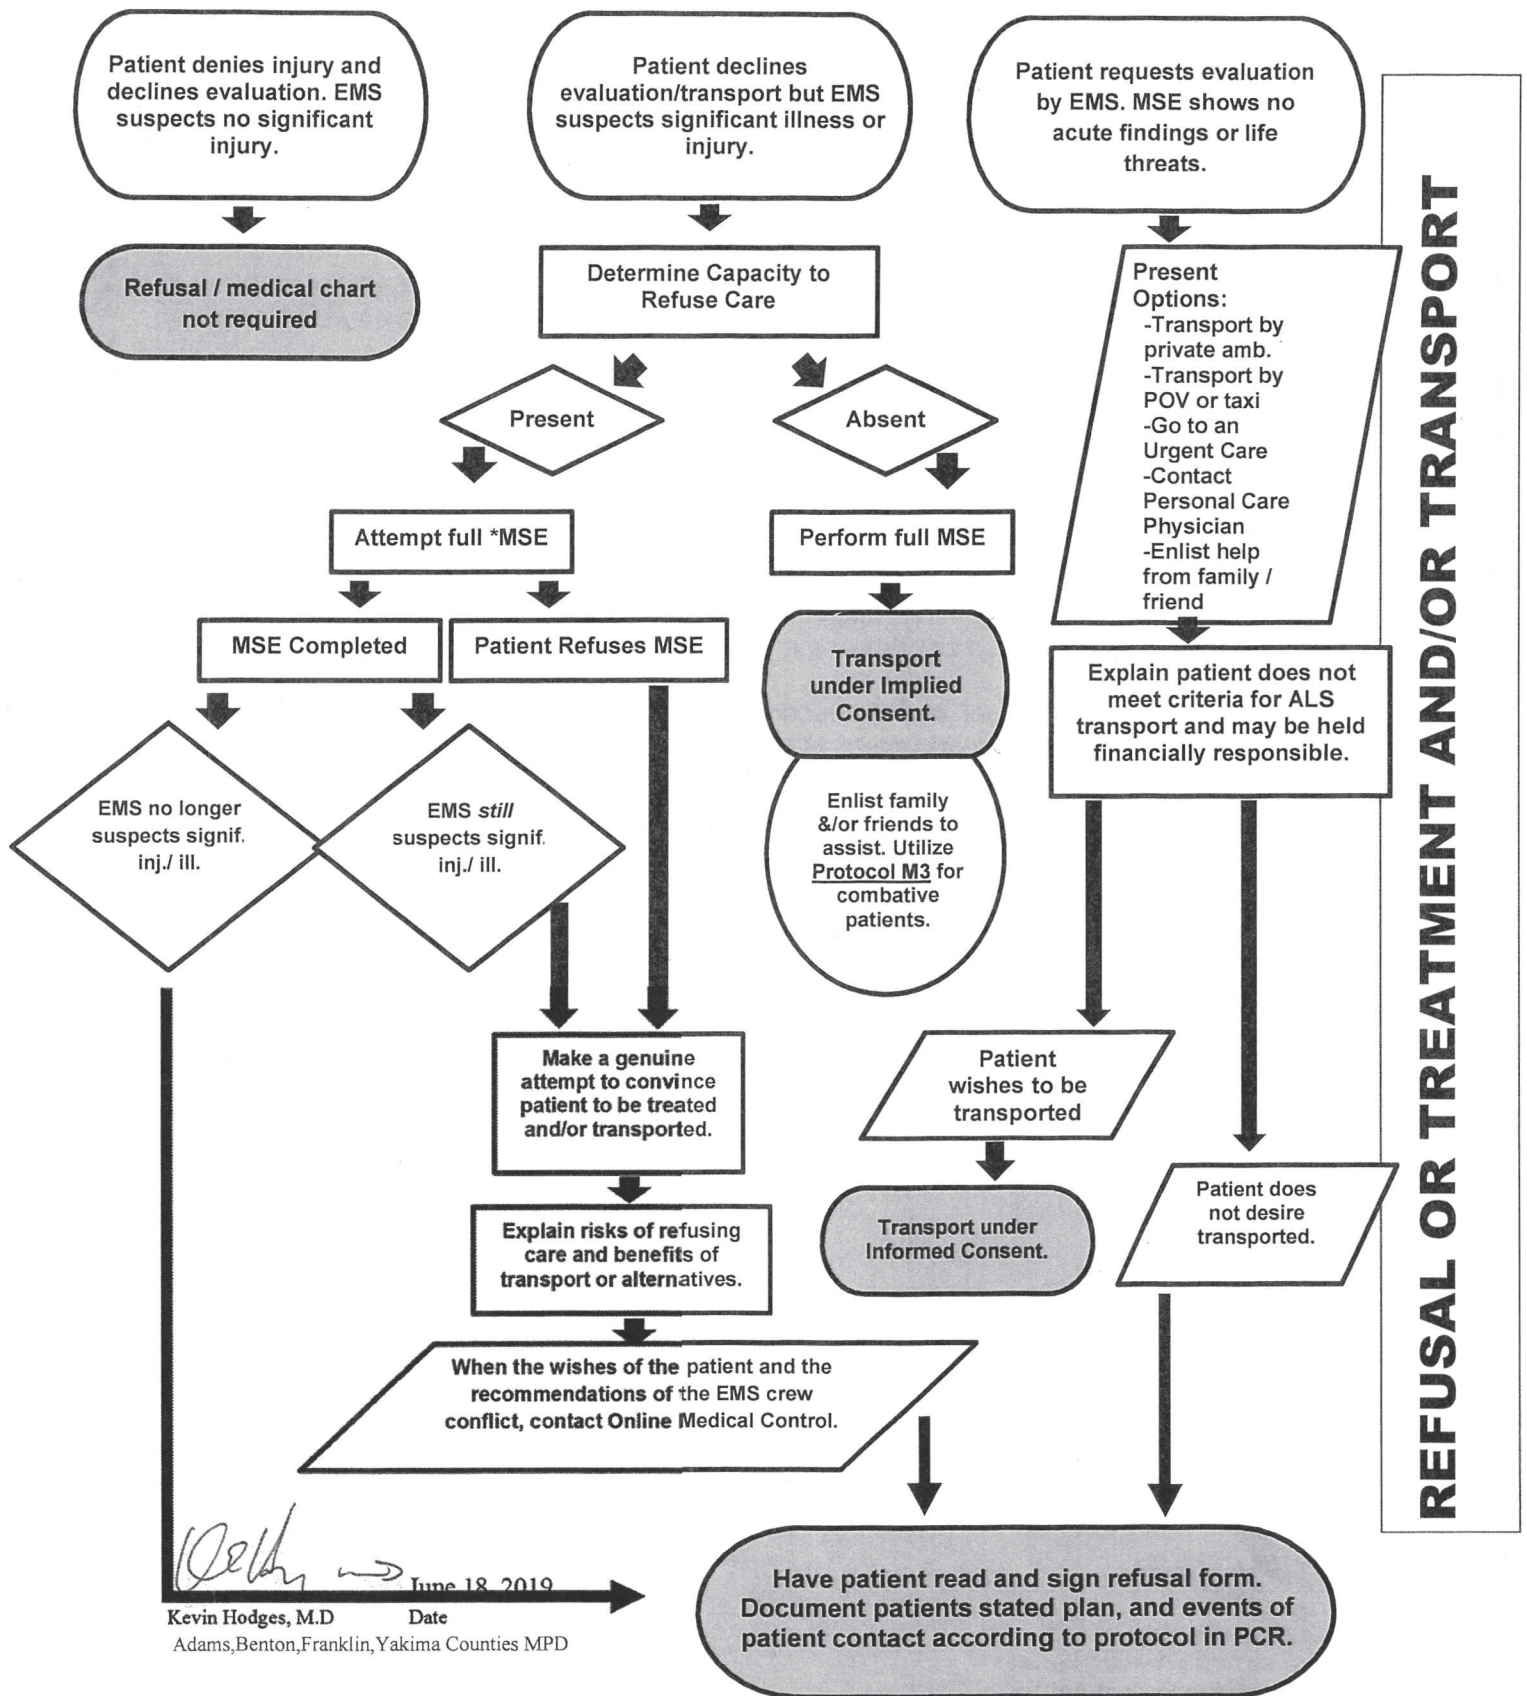 Patient denies injury and
declines evaluation. EMS
suspects no significant
injury.
Refusal / medical chart
not required
Patient declines
evaluation/transport but EMS
suspects significant illness or
injury.
Determine Capacity to
Refuse Care
Present
Absent
Attempt full *MSE
Perform full MSE
MSE Completed
Patient Refuses MSE
EMS no longer
suspects signif.
inj./ ill.
EMS still
suspects signif.
inj./ ill.
Transport
under Implied
Consent.
Enlist family
&/or friends to
assist. Utilize
Protocol M3 for
combative
patients.
Make a genuine
attempt to convince
patient to be treated
and/or transported.
Explain risks of refusing
care and benefits of
transport or alternatives.
When the wishes of the patient and the
recommendations of the EMS crew
conflict, contact Online Medical Control.
Patient requests evaluation
by EMS. MSE shows no
acute findings or life
threats.
Present
Options:
-Transport by
private amb.
-Transport by
POV or taxi
-Go to an
Urgent Care
-Contact
Personal Care
Physician
-Enlist help
from family /
friend
Explain patient does not
meet criteria for ALS
transport and may be held
financially responsible.
Patient
wishes to be
transported
Transport under
Informed Consent.
Patient does
not desire
transported.
Have patient read and sign refusal form.
Document patients stated plan, and events of
patient contact according to protocol in PCR.
June 18, 2019
Kevin Hodges, M.D Date
Adams,Benton,Franklin,Yakima Counties MPD
REFUSAL OR TREATMENT AND/OR TRANSPORT